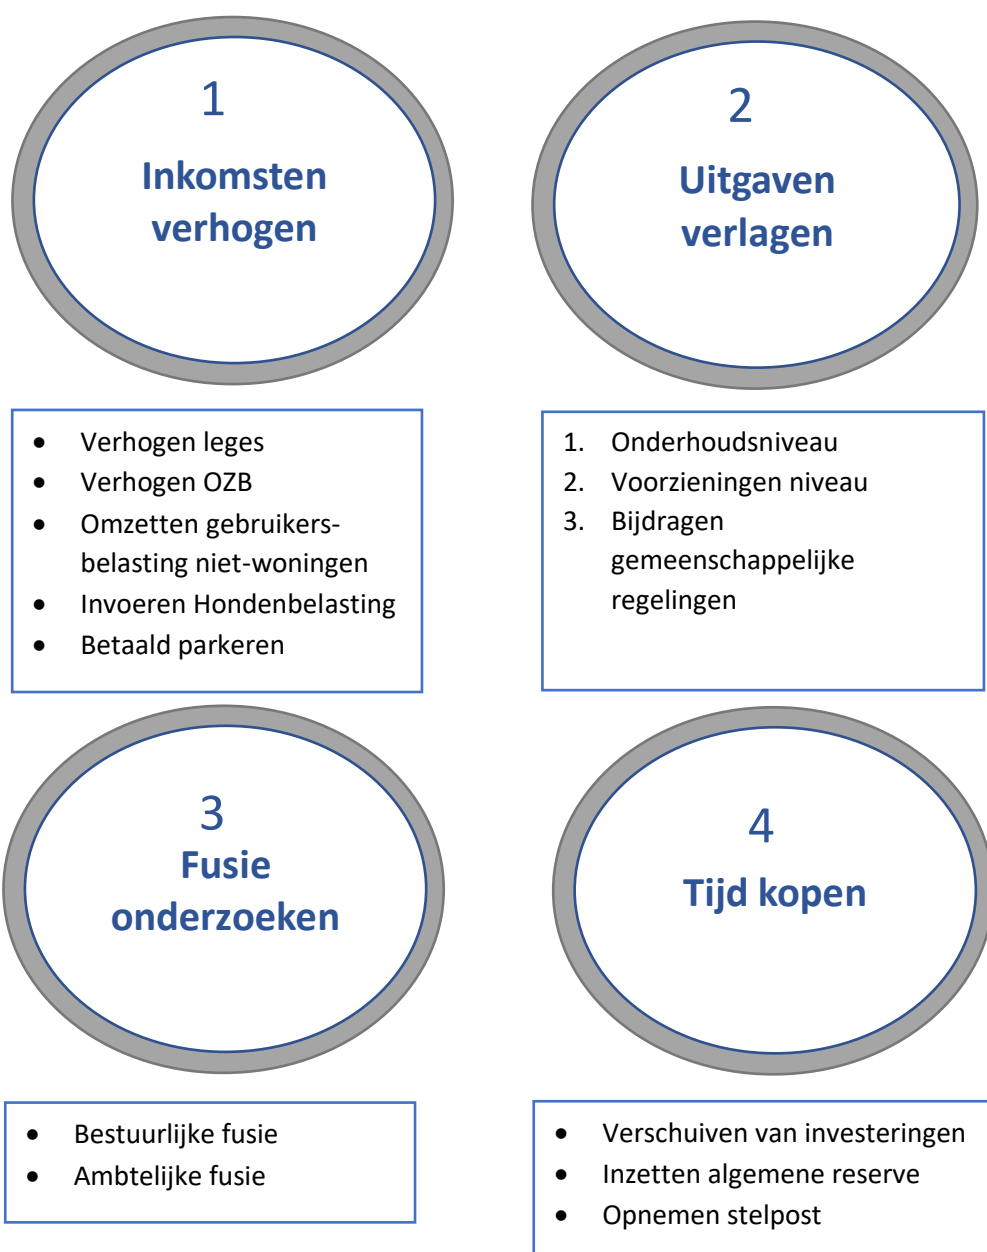 1
Inkomsten
verhogen
• Verhogen leges
• Verhogen OZB
• Omzetten gebruikers-
belasting niet-woningen
• Invoeren Hondenbelasting
• Betaald parkeren
2
Uitgaven
verlagen
1. Onderhoudsniveau
2. Voorzieningen niveau
3. Bijdragen
gemeenschappelijke
regelingen
3
Fusie
onderzoeken
• Bestuurlijke fusie
• Ambtelijke fusie
4
Tijd kopen
• Verschuiven van investeringen
• Inzetten algemene reserve
• Opnemen stelpost